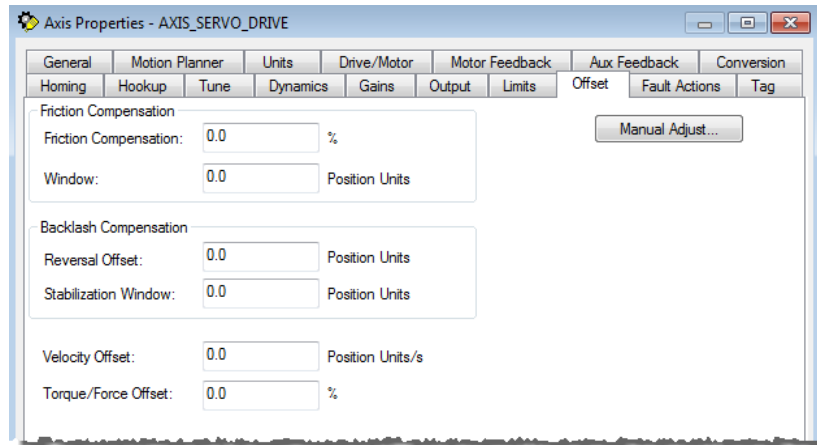 Axis Properties - AXIS_SERVO_DRIVE
General Motion Planner Units Drive/Motor Motor Feedback Aux Feedback Conversion
Homing Hookup Tune Dynamics Gains Output Limits Offset Fault Actions Tag
Friction Compensation
Friction Compensation: 0.0 %
Manual Adjust...
Window: 0.0 Position Units
Backlash Compensation
Reversal Offset: 0.0 Position Units
Stabilization Window: 0.0 Position Units
Velocity Offset: 0.0 Position Units/s
Torque/Force Offset: 0.0 %